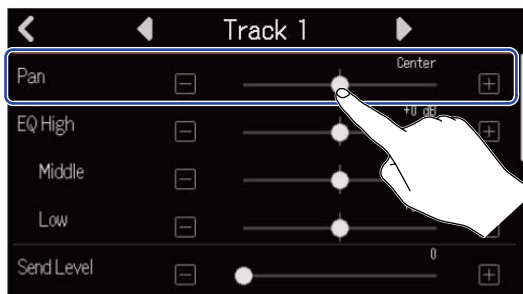 Track 1
Pan
Center
EQ High
+0 dB
Middle
Low
Send Level
0